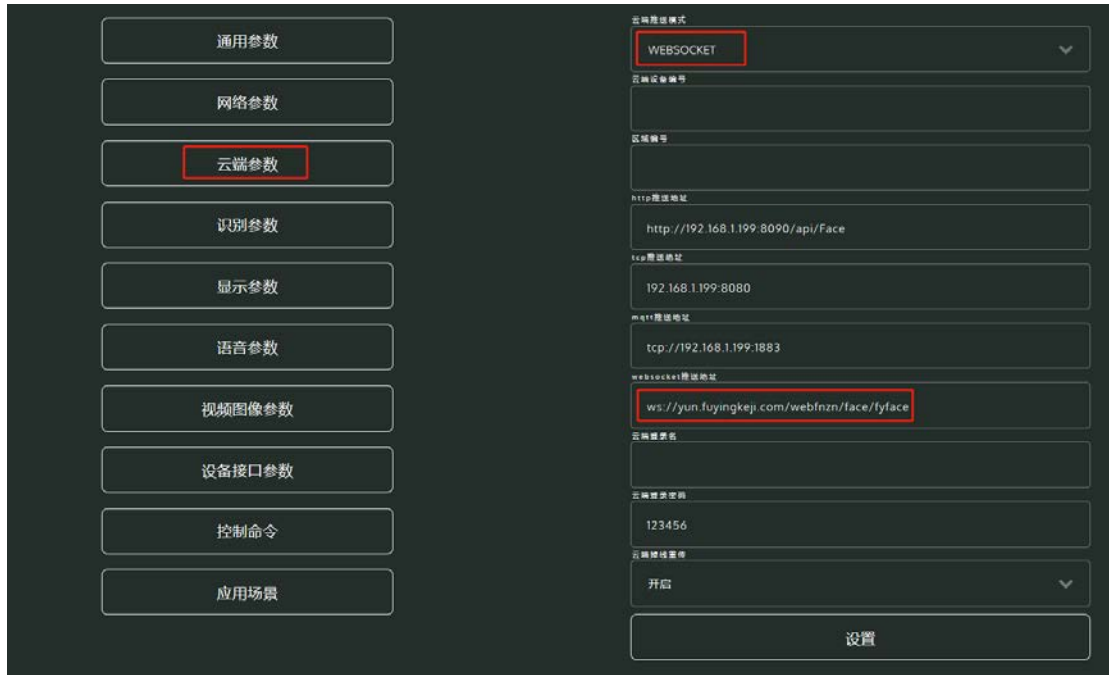 通用参数
网络参数
云端参数
识别参数
显示参数
语音参数
视频图像参数
设备接口参数
控制命令
应用场景
云端推送模式
WEBSOCKET
云端设备编号
区域编号
http推送地址
http://192.168.1.199:8090/api/Face
tcp推送地址
192.168.1.199:8080
mqtt推送地址
tcp://192.168.1.199:1883
websocket推送地址
ws://yun.fuyingkeji.com/webfnzn/face/fyface
云端登录名
云端登录密码
123456
云端掉线重传
开启
设置